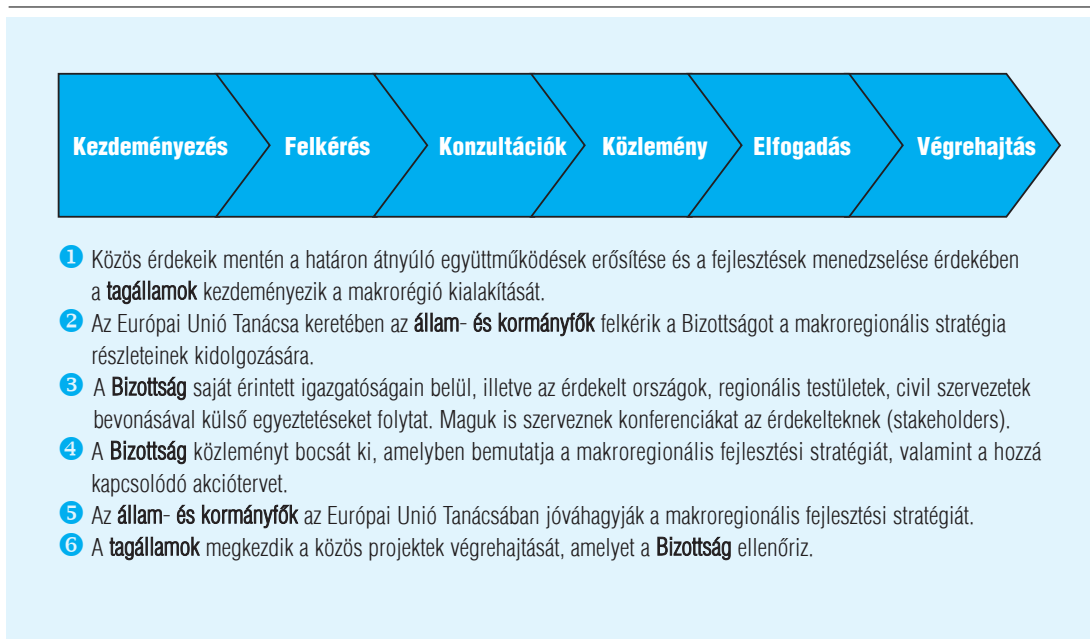 Kezdeményezés Felkérés Konzultációk Közlemény Elfogadás Végrehajtás
1 Közös érdekeik mentén a határon átnyúló együttműködések erősítése és a fejlesztések menedzselése érdekében
a tagállamok kezdeményezik a makrorégió kialakítását.
2 Az Európai Unió Tanácsa keretében az állam- és kormányfők felkérik a Bizottságot a makroregionális stratégia
részleteinek kidolgozására.
3 A Bizottság saját érintett igazgatóságain belül, illetve az érdekelt országok, regionális testületek, civil szervezetek
bevonásával külső egyeztetéseket folytat. Maguk is szerveznek konferenciákat az érdekelteknek (stakeholders).
4 A Bizottság közleményt bocsát ki, amelyben bemutatja a makroregionális fejlesztési stratégiát, valamint a hozzá
kapcsolódó akciótervet.
5 Az állam- és kormányfők az Európai Unió Tanácsában jóváhagyják a makroregionális fejlesztési stratégiát.
6 A tagállamok megkezdik a közös projektek végrehajtását, amelyet a Bizottság ellenőriz.